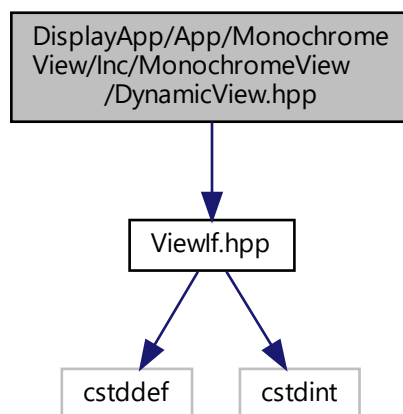 DisplayApp/App/Monochrome
View/Inc/MonochromeView
/DynamicView.hpp
ViewIf.hpp
cstddef
cstdint